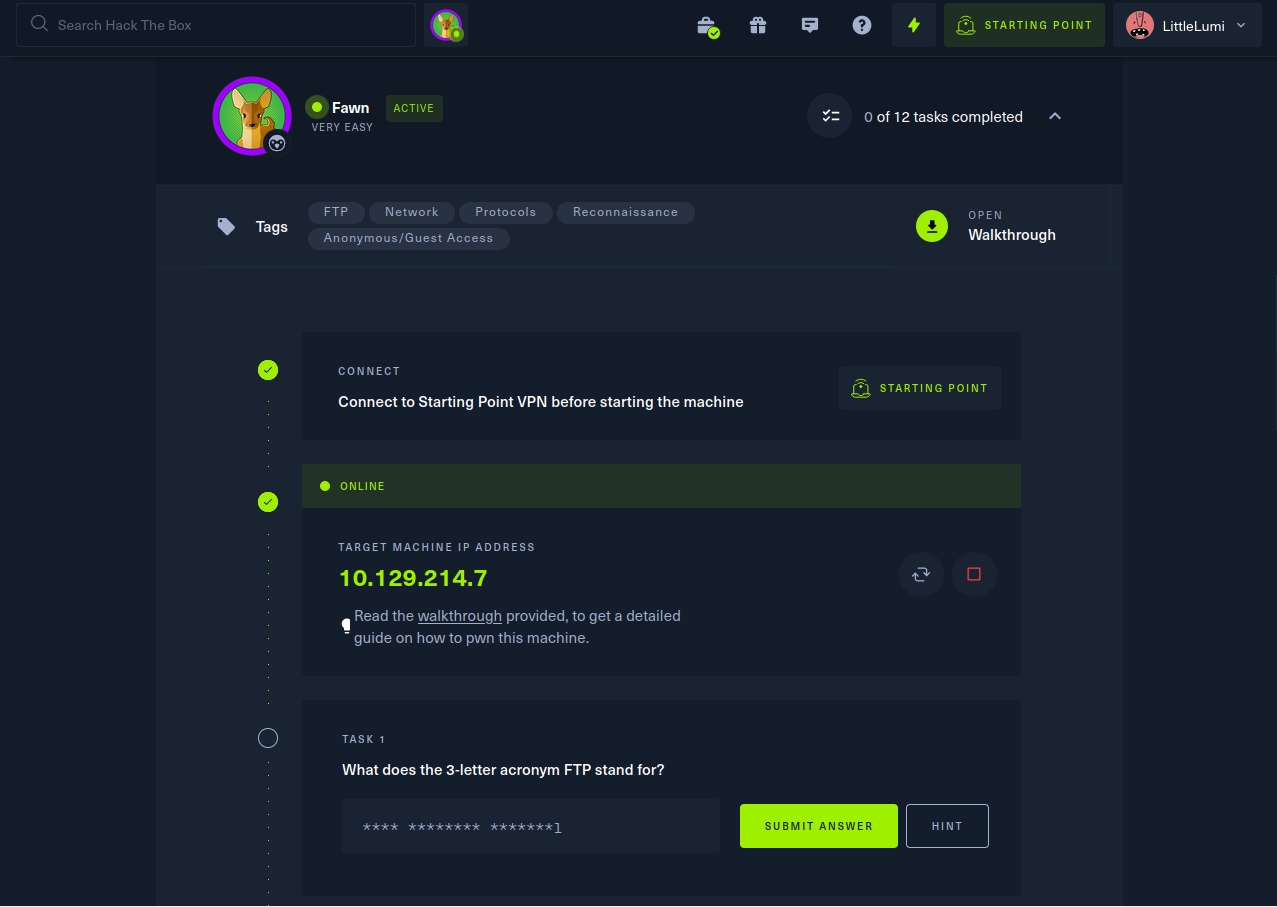 Search Hack The Box
STARTING POINT
LittleLumi
Fawn
ACTIVE
VERY EASY
0 of 12 tasks completed
Tags
FTP
Network
Protocols
Reconnaissance
Anonymous/Guest Access
OPEN
Walkthrough
CONNECT
Connect to Starting Point VPN before starting the machine
STARTING POINT
ONLINE
TARGET MACHINE IP ADDRESS
10.129.214.7
Read the walkthrough provided, to get a detailed
guide on how to pwn this machine.
TASK 1
What does the 3-letter acronym FTP stand for?
**** ******** *******l
SUBMIT ANSWER
HINT